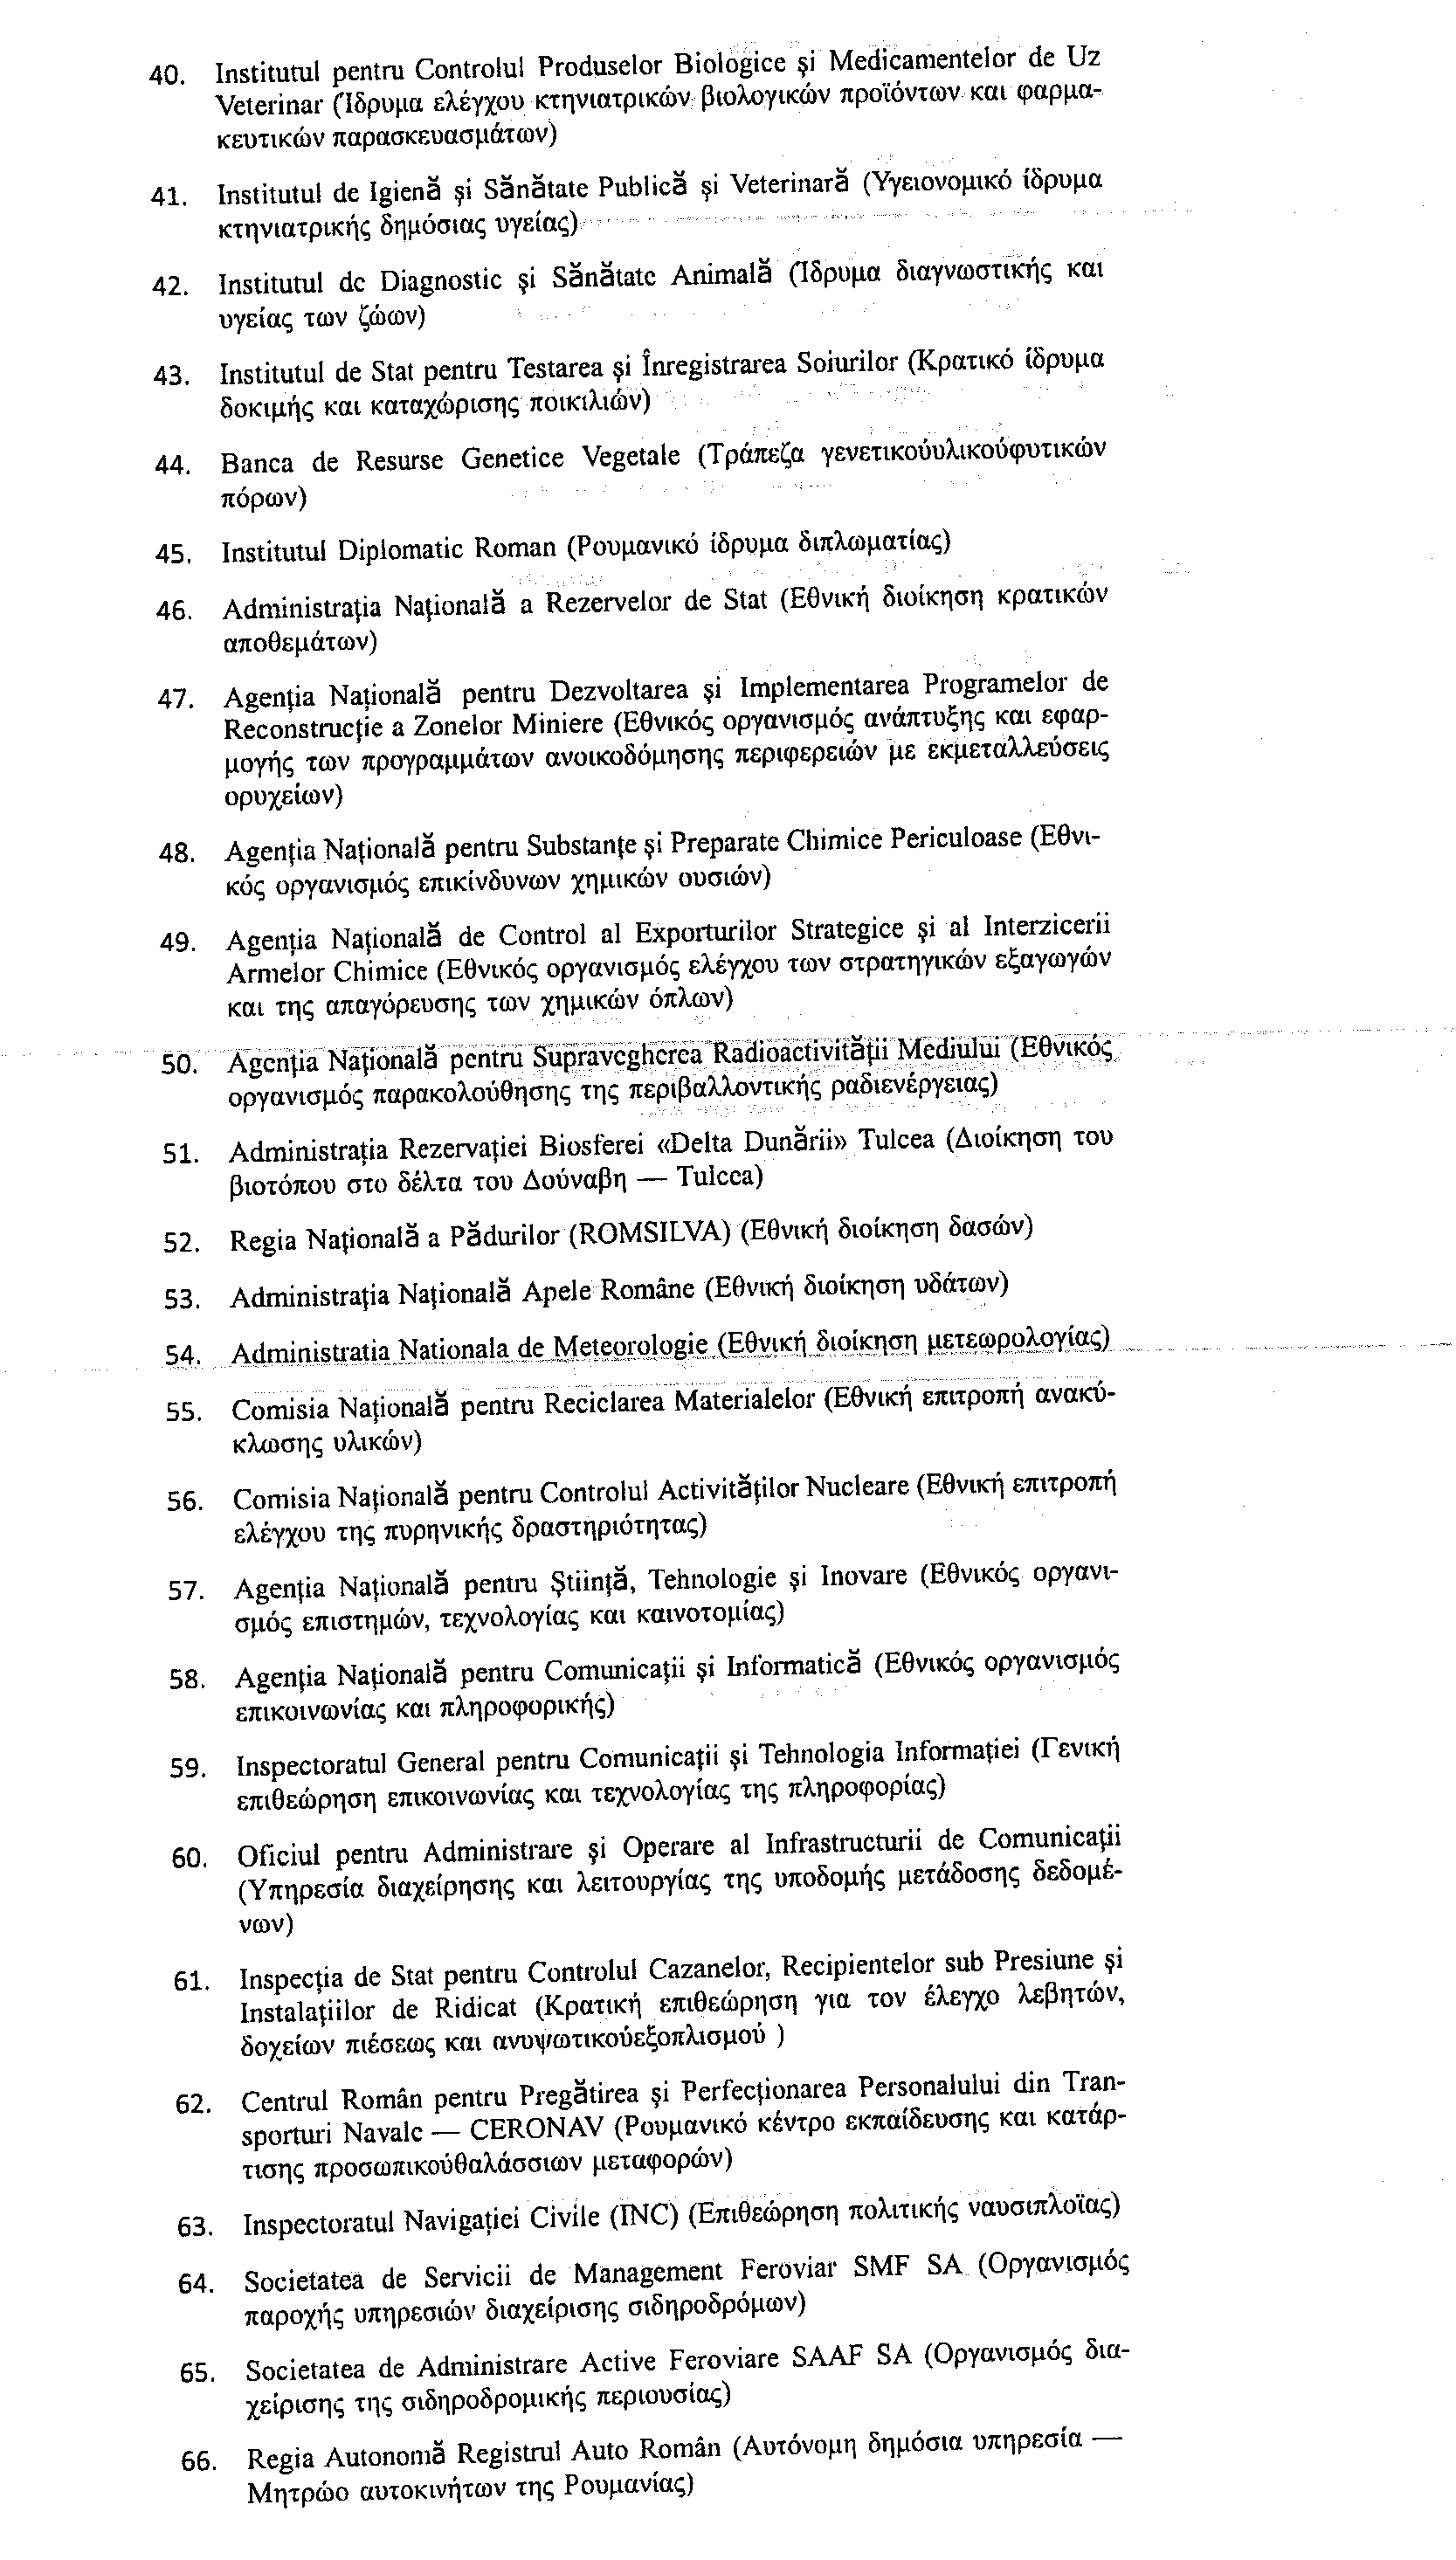 40. Institutul pentru Controlul Produselor Biologice şi Medicamentelor de Uz
Veterinar (Ίδρυμα ελέγχου κτηνιατρικών βιολογικών προϊόντων και φαρμα-
κευτικών παρασκευασμάτων)
41. Institutul de Igienă şi Sănătate Publică şi Veterinară (Υγειονομικό ίδρυμα
κτηνιατρικής δημόσιας υγείας)
42. Institutul de Diagnostic şi Sănătate Animală (Ίδρυμα διαγνωστικής και
υγείας των ζώων)
43. Institutul de Stat pentru Testarea şi Înregistrarea Soiurilor (Κρατικό ίδρυμα
δοκιμής και καταχώρισης ποικιλιών)
44. Banca de Resurse Genetice Vegetale (Τράπεζα γενετικούυλικούφυτικών
πόρων)
45. Institutul Diplomatic Roman (Ρουμανικό ίδρυμα διπλωματίας)
46. Administraţia Naţională a Rezervelor de Stat (Εθνική διοίκηση κρατικών
αποθεμάτων)
47. Agenţia Naţională pentru Dezvoltarea şi Implementarea Programelor de
Reconstrucţie a Zonelor Miniere (Εθνικός οργανισμός ανάπτυξης και εφαρ-
μογής των προγραμμάτων ανοικοδόμησης περιφερειών με εκμεταλλεύσεις
ορυχείων)
48. Agenţia Naţională pentru Substanţe şi Preparate Chimice Periculoase (Εθνι-
κός οργανισμός επικίνδυνων χημικών ουσιών)
49. Agenţia Naţională de Control al Exporturilor Strategice şi al Interzicerii
Armelor Chimice (Εθνικός οργανισμός ελέγχου των στρατηγικών εξαγωγών
και της απαγόρευσης των χημικών όπλων)
50. Agenţia Naţională pentru Supravegherea Radioactivităţii Mediului (Εθνικός
οργανισμός παρακολούθησης της περιβαλλοντικής ραδιενέργειας)
51. Administraţia Rezervaţiei Biosferei «Delta Dunării» Tulcea (Διοίκηση του
βιοτόπου στο δέλτα του Δούναβη — Tulcea)
52. Regia Naţională a Pădurilor (ROMSILVA) (Εθνική διοίκηση δασών)
53. Administraţia Naţională Apele Române (Εθνική διοίκηση υδάτων)
54. Administratia Nationala de Meteorologie (Εθνική διοίκηση μετεωρολογίας)
55. Comisia Naţională pentru Reciclarea Materialelor (Εθνική επιτροπή ανακύ-
κλωσης υλικών)
56. Comisia Naţională pentru Controlul Activităţilor Nucleare (Εθνική επιτροπή
ελέγχου της πυρηνικής δραστηριότητας)
57. Agenţia Naţională pentru Ştiinţă, Tehnologie şi Inovare (Εθνικός οργανι-
σμός επιστημών, τεχνολογίας και καινοτομίας)
58. Agenţia Naţională pentru Comunicaţii şi Informatică (Εθνικός οργανισμός
επικοινωνίας και πληροφορικής)
59. Inspectoratul General pentru Comunicaţii şi Tehnologia Informaţiei (Γενική
επιθεώρηση επικοινωνίας και τεχνολογίας της πληροφορίας)
60. Oficiul pentru Administrare şi Operare al Infrastructurii de Comunicaţii
(Υπηρεσία διαχείρησης και λειτουργίας της υποδομής μετάδοσης δεδομέ-
νων)
61. Inspecţia de Stat pentru Controlul Cazanelor, Recipientelor sub Presiune şi
Instalaţiilor de Ridicat (Κρατική επιθεώρηση για τον έλεγχο λεβητών,
δοχείων πιέσεως και ανυψωτικούεξοπλισμού )
62. Centrul Român pentru Pregătirea şi Perfecţionarea Personalului din Tran-
sporturi Navale — CERONAV (Ρουμανικό κέντρο εκπαίδευσης και κατάρ-
τισης προσωπικούθαλάσσιων μεταφορών)
63. Inspectoratul Navigaţiei Civile (INC) (Επιθεώρηση πολιτικής ναυσιπλοΐας)
64. Societatea de Servicii de Management Feroviar SMF SA (Οργανισμός
παροχής υπηρεσιών διαχείρισης σιδηροδρόμων)
65. Societatea de Administrare Active Feroviare SAAF SA (Οργανισμός δια-
χείρισης της σιδηροδρομικής περιουσίας)
66. Regia Autonomă Registrul Auto Român (Αυτόνομη δημόσια υπηρεσία —
Μητρώο αυτοκινήτων της Ρουμανίας)